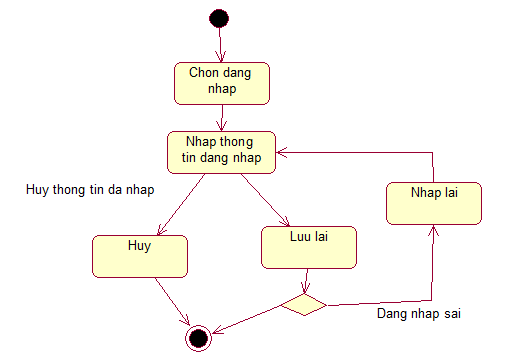 Chon dang
nhap
Nhap thong
tin dang nhap
Huy thong tin da nhap
Nhap lai
Huy
Luu lai
Dang nhap sai